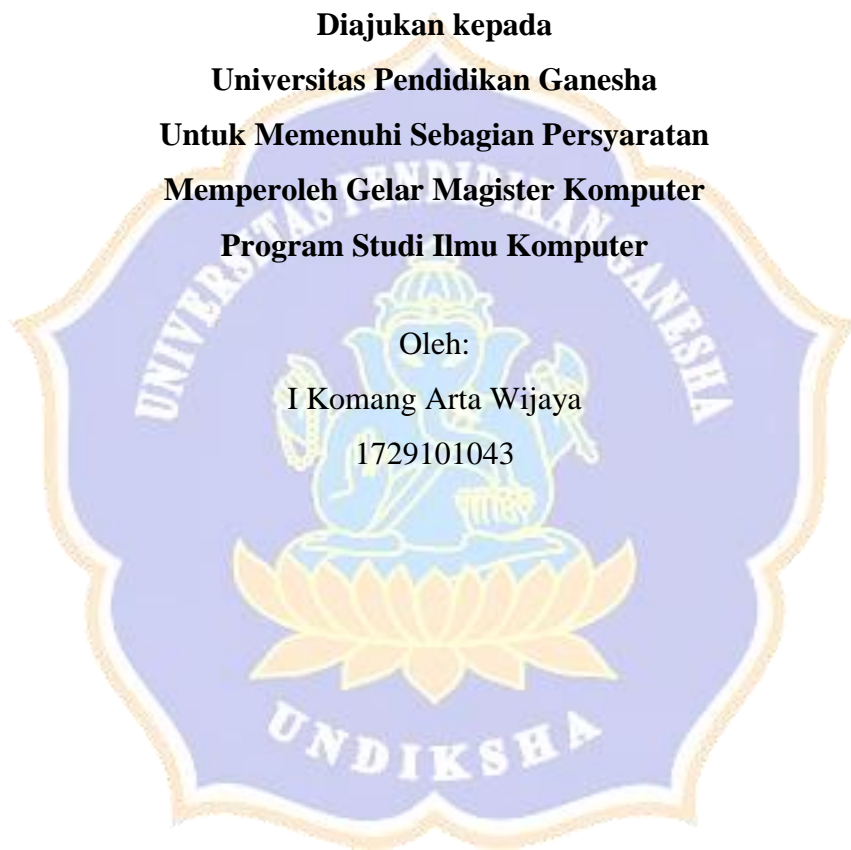 Diajukan kepada
Universitas Pendidikan Ganesha
Untuk Memenuhi Sebagian Persyaratan
Memperoleh Gelar Magister Komputer
Program Studi Ilmu Komputer
Oleh:
I Komang Arta Wijaya
1729101043
UNIVERSITAS PENDIDIKAN GANESHA
UNDIKSHA